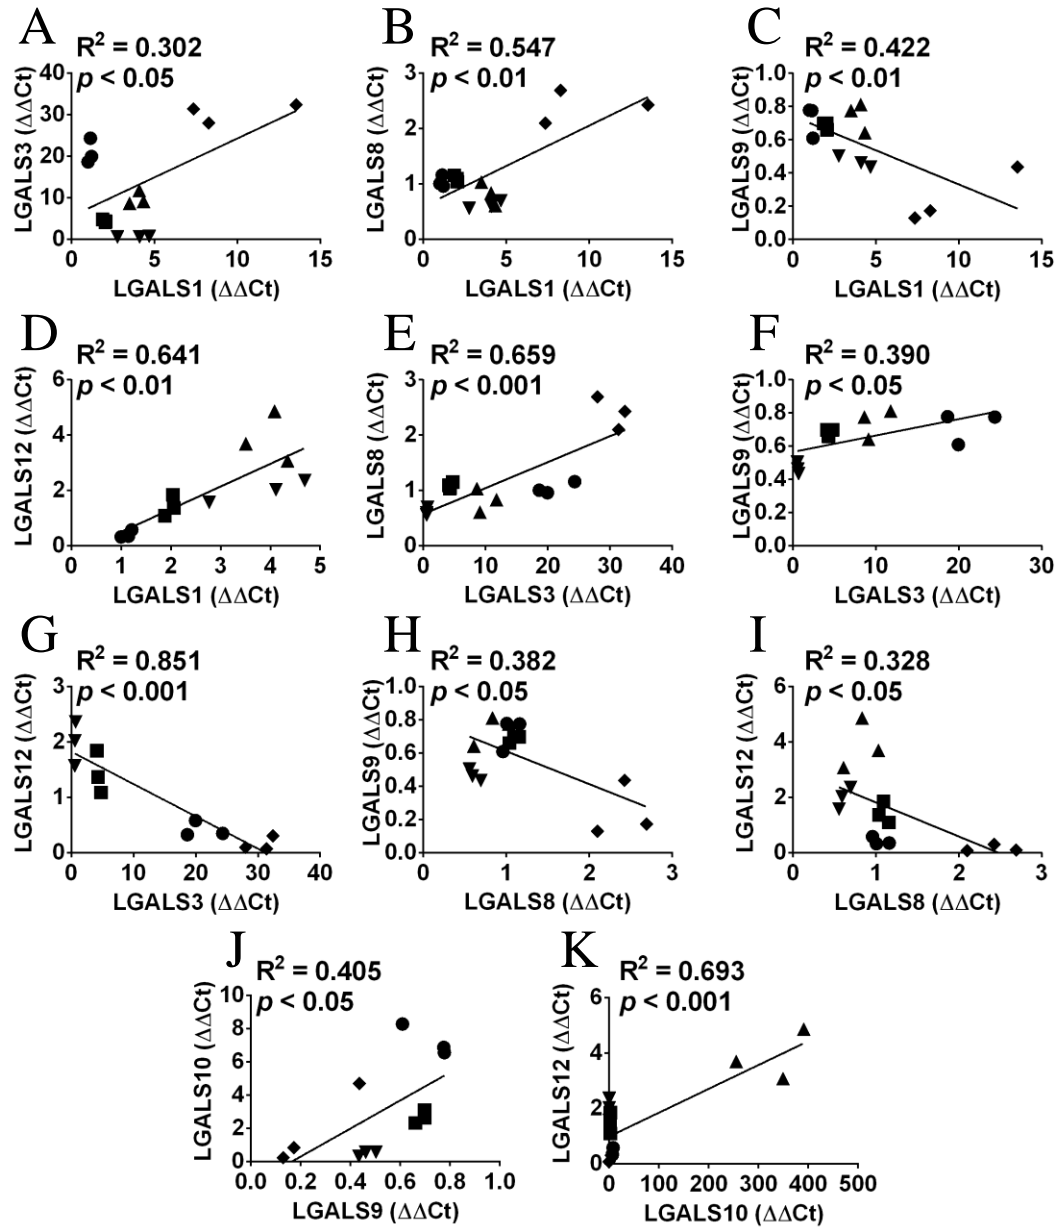 A
R² = 0.302
p < 0.05
LGALS3 (ΔΔCt)
40
30
20
10
0
0 5 10 15
LGALS1 (ΔΔCt)
B
R² = 0.547
p < 0.01
LGALS8 (ΔΔCt)
3
2
1
0
0 5 10 15
LGALS1 (ΔΔCt)
C
R² = 0.422
p < 0.01
LGALS9 (ΔΔCt)
1.0
0.8
0.6
0.4
0.2
0.0
0 5 10 15
LGALS1 (ΔΔCt)
D
R² = 0.641
p < 0.01
LGALS12 (ΔΔCt)
6
4
2
0
0 1 2 3 4 5
LGALS1 (ΔΔCt)
E
R² = 0.659
p < 0.001
LGALS8 (ΔΔCt)
3
2
1
0
0 10 20 30 40
LGALS3 (ΔΔCt)
F
R² = 0.390
p < 0.05
LGALS9 (ΔΔCt)
1.0
0.8
0.6
0.4
0.2
0.0
0 10 20 30
LGALS3 (ΔΔCt)
G
R² = 0.851
p < 0.001
LGALS12 (ΔΔCt)
3
2
1
0
0 10 20 30 40
LGALS3 (ΔΔCt)
H
R² = 0.382
p < 0.05
LGALS9 (ΔΔCt)
1.0
0.8
0.6
0.4
0.2
0.0
0 1 2 3
LGALS8 (ΔΔCt)
I
R² = 0.328
p < 0.05
LGALS12 (ΔΔCt)
6
4
2
0
0 1 2 3
LGALS8 (ΔΔCt)
J
R² = 0.405
p < 0.05
LGALS10 (ΔΔCt)
10
8
6
4
2
0
0.0 0.2 0.4 0.6 0.8 1.0
LGALS9 (ΔΔCt)
K
R² = 0.693
p < 0.001
LGALS12 (ΔΔCt)
6
4
2
0
0 100 200 300 400 500
LGALS10 (ΔΔCt)